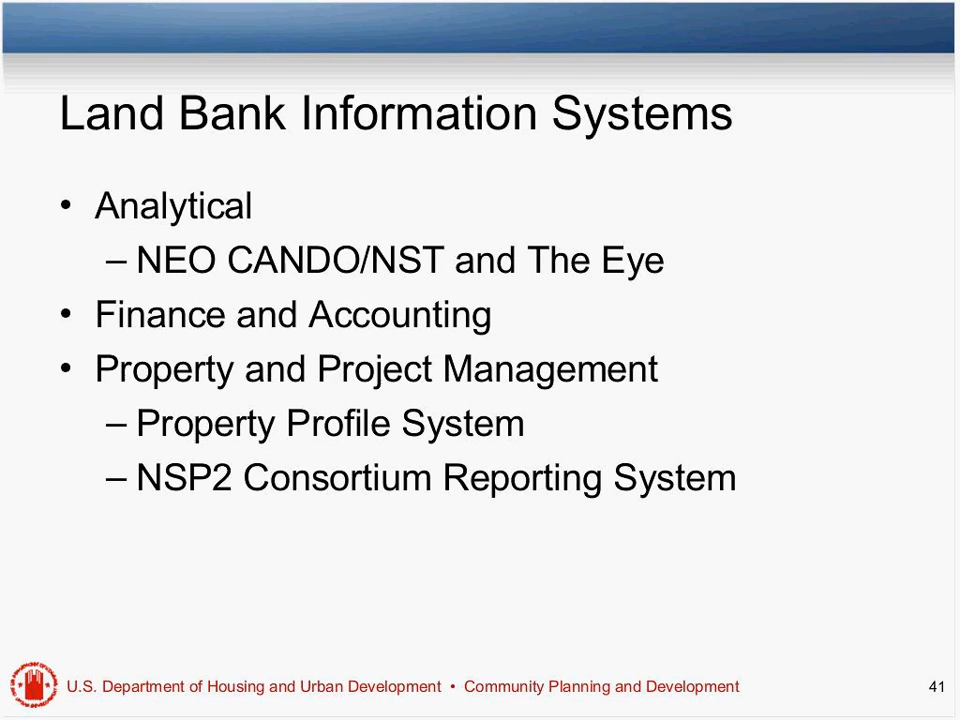 Land Bank Information Systems
• Analytical
– NEO CANDO/NST and The Eye
• Finance and Accounting
• Property and Project Management
– Property Profile System
– NSP2 Consortium Reporting System
U.S. Department of Housing and Urban Development • Community Planning and Development 41